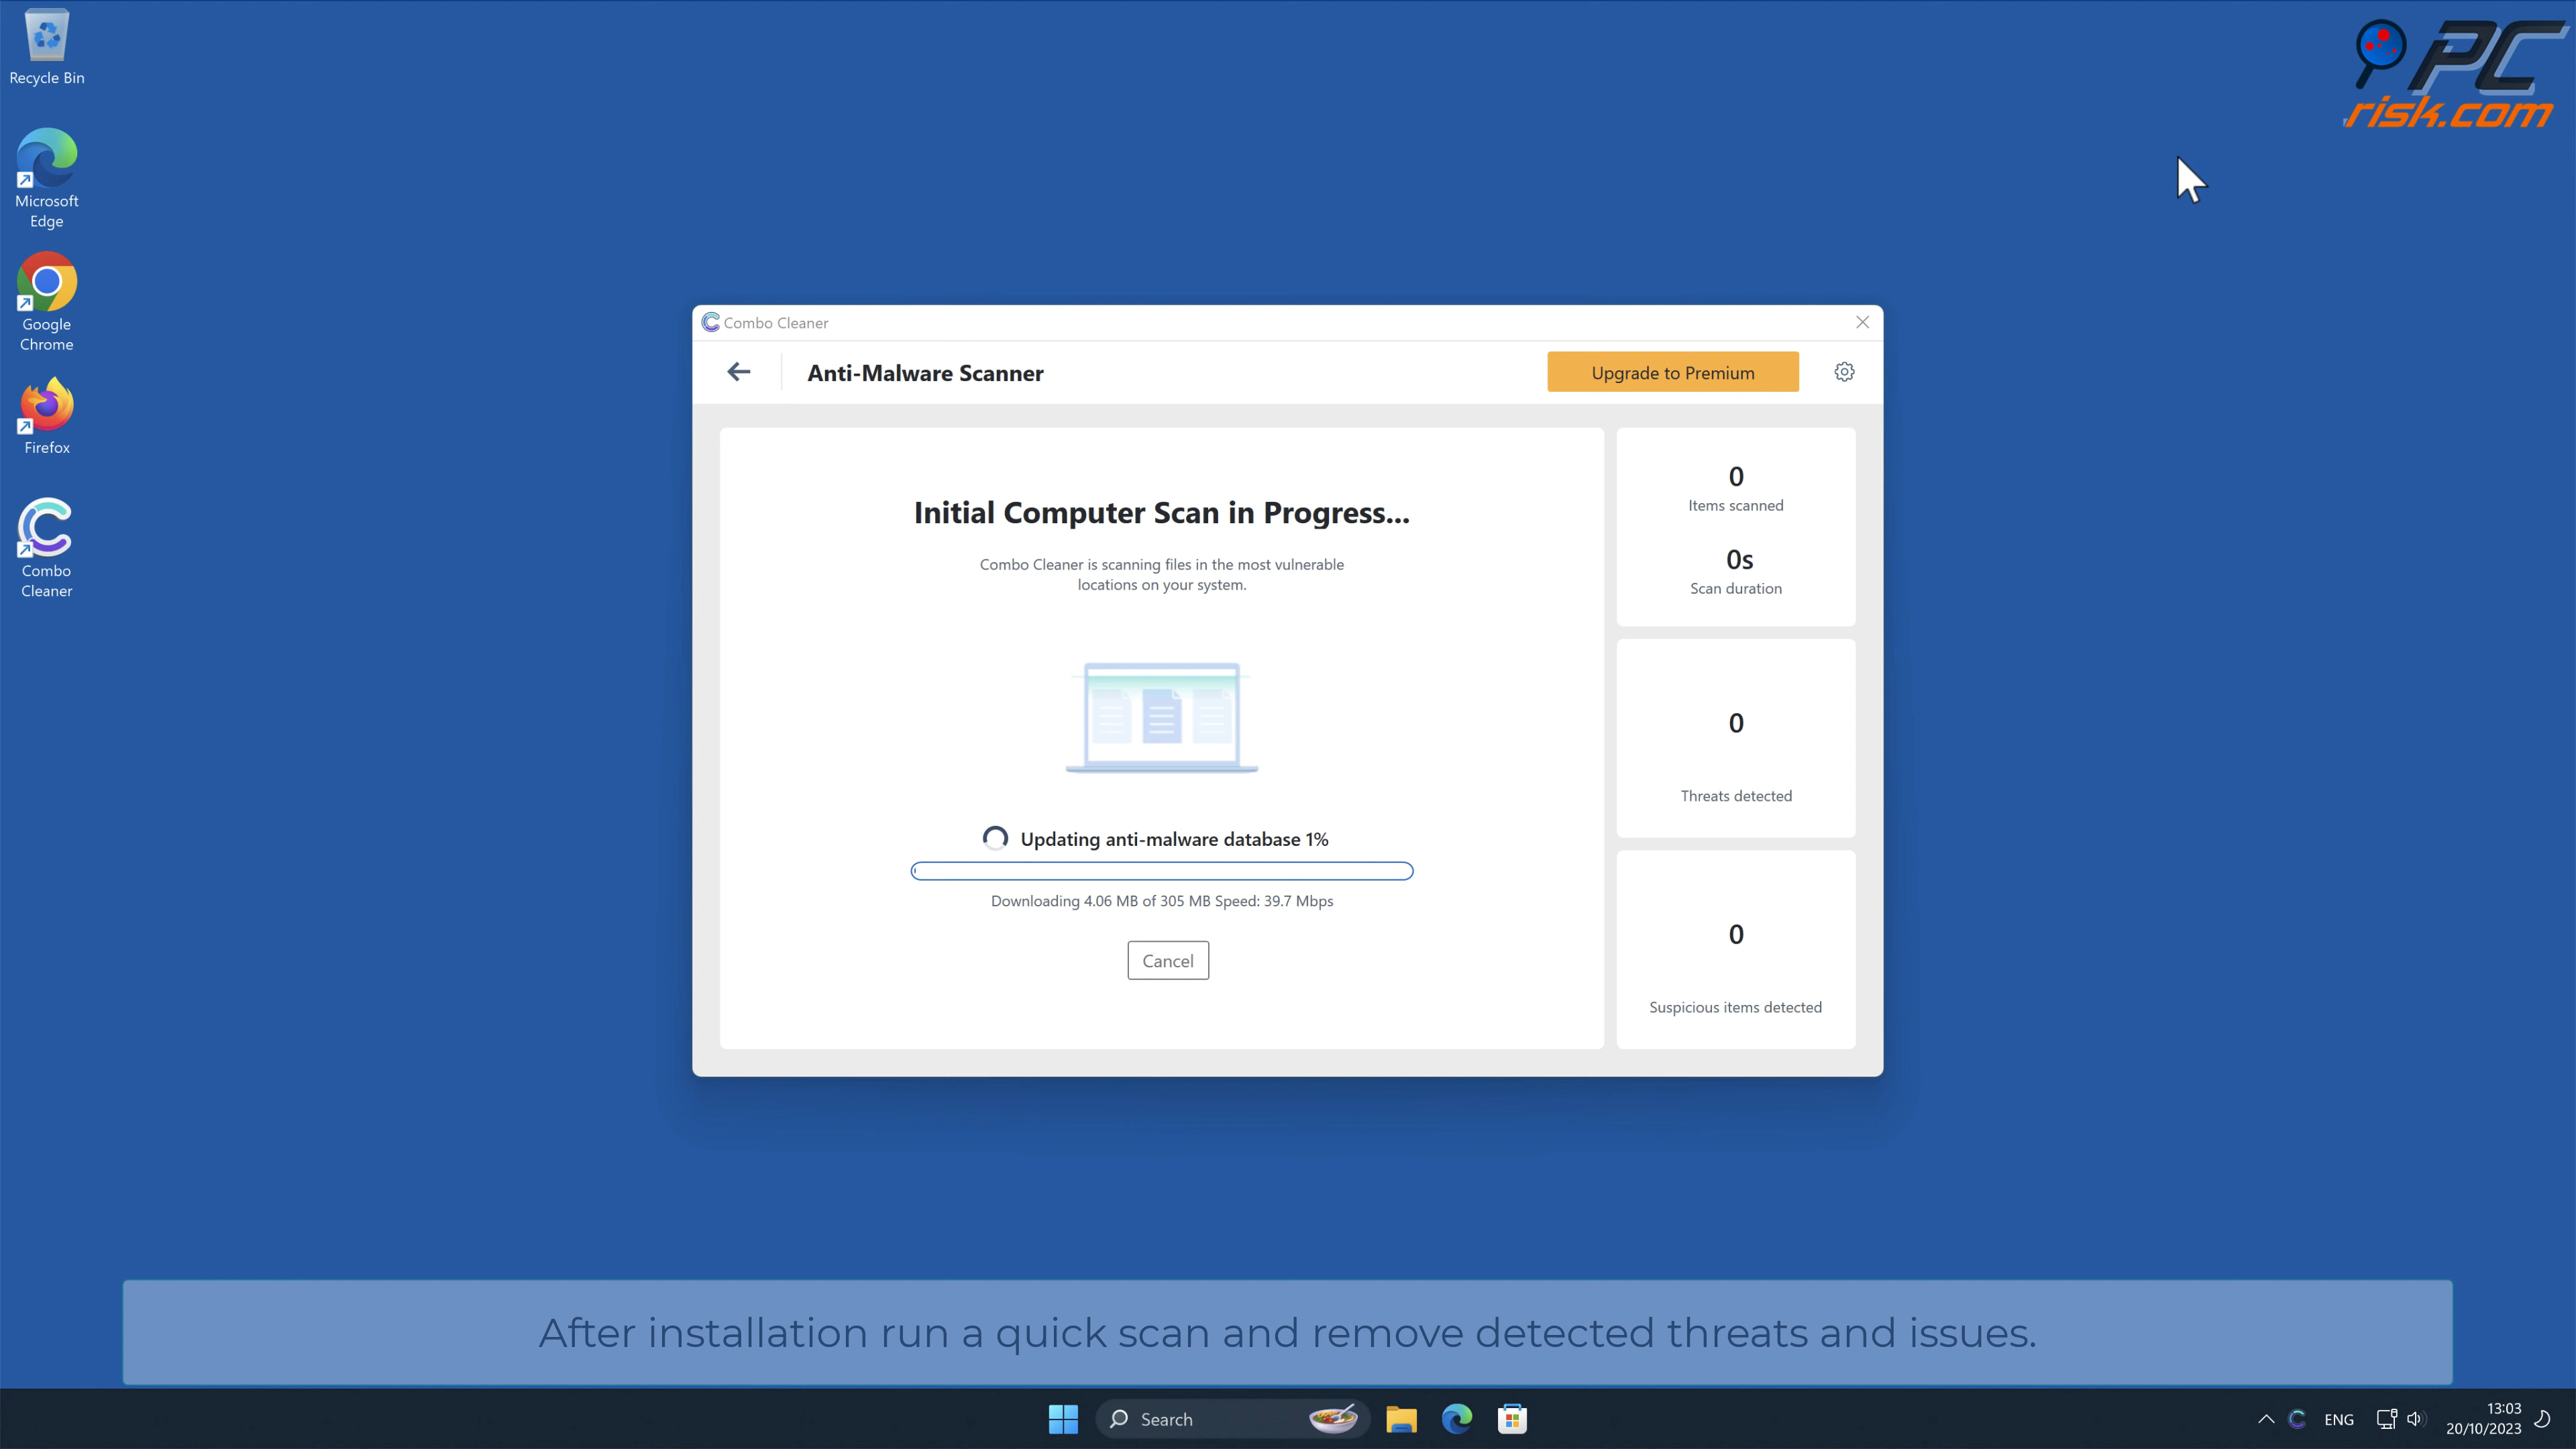 Recycle Bin
Microsoft
Edge
Google
Chrome
Firefox
Combo
Cleaner
PC
risk.com
Combo Cleaner
Anti-Malware Scanner
Upgrade to Premium
Initial Computer Scan in Progress...
Combo Cleaner is scanning files in the most vulnerable
locations on your system.
Updating anti-malware database 1%
Downloading 4.06 MB of 305 MB Speed: 39.7 Mbps
Cancel
0
Items scanned
0s
Scan duration
0
Threats detected
0
Suspicious items detected
After installation run a quick scan and remove detected threats and issues.
Search
ENG
13:03
20/10/2023